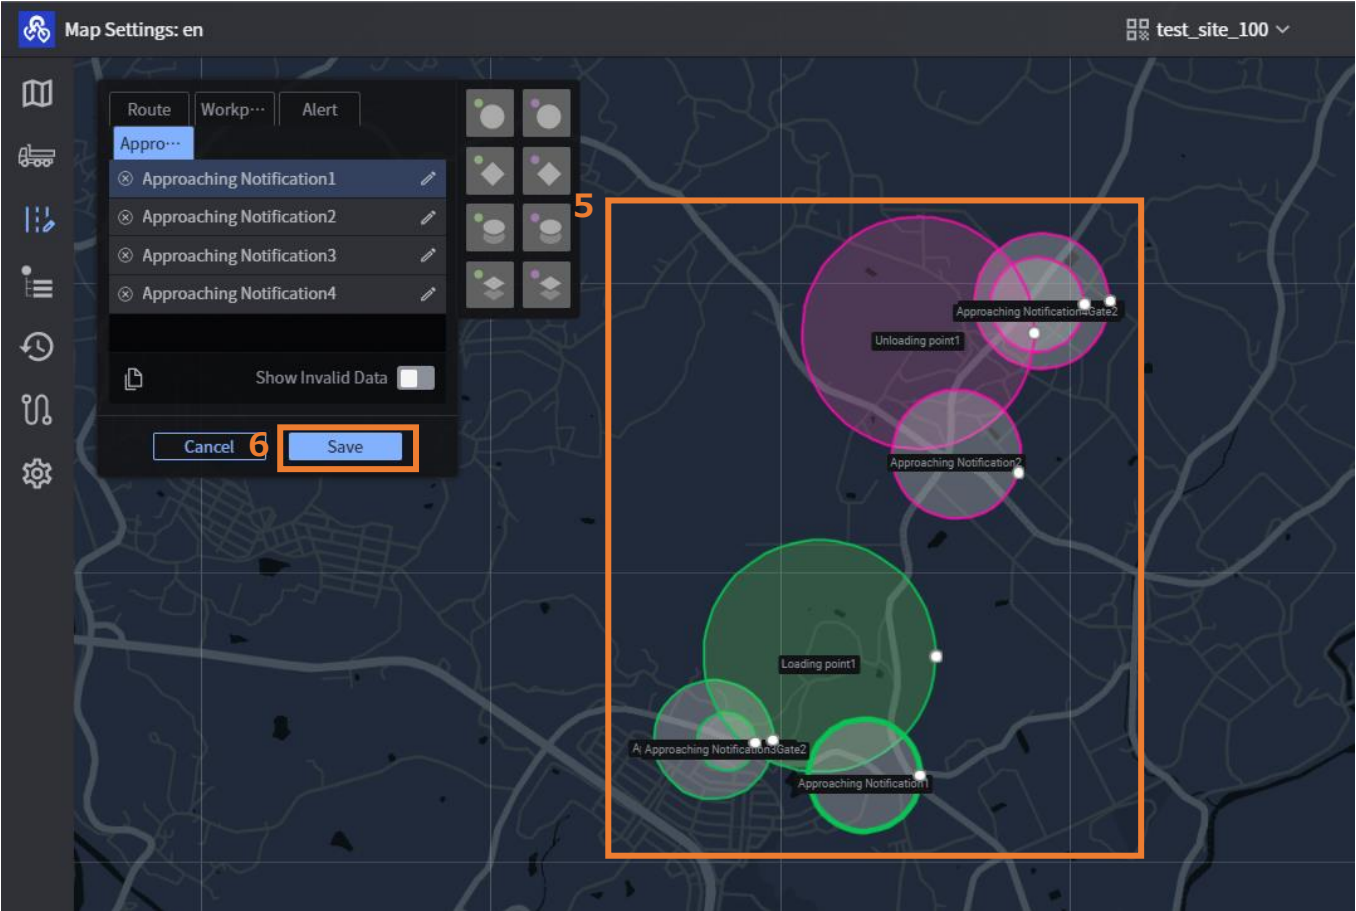 Map Settings: en
test_site_100
Route
Workp···
Alert
Appro···
Approaching Notification1
Approaching Notification2
Approaching Notification3
Approaching Notification4
5
Show Invalid Data
Cancel
6
Save
Approaching Notification4Gate2
Unloading point1
Approaching Notification2
Loading point1
Approaching Notification3Gate2
Approaching Notification1